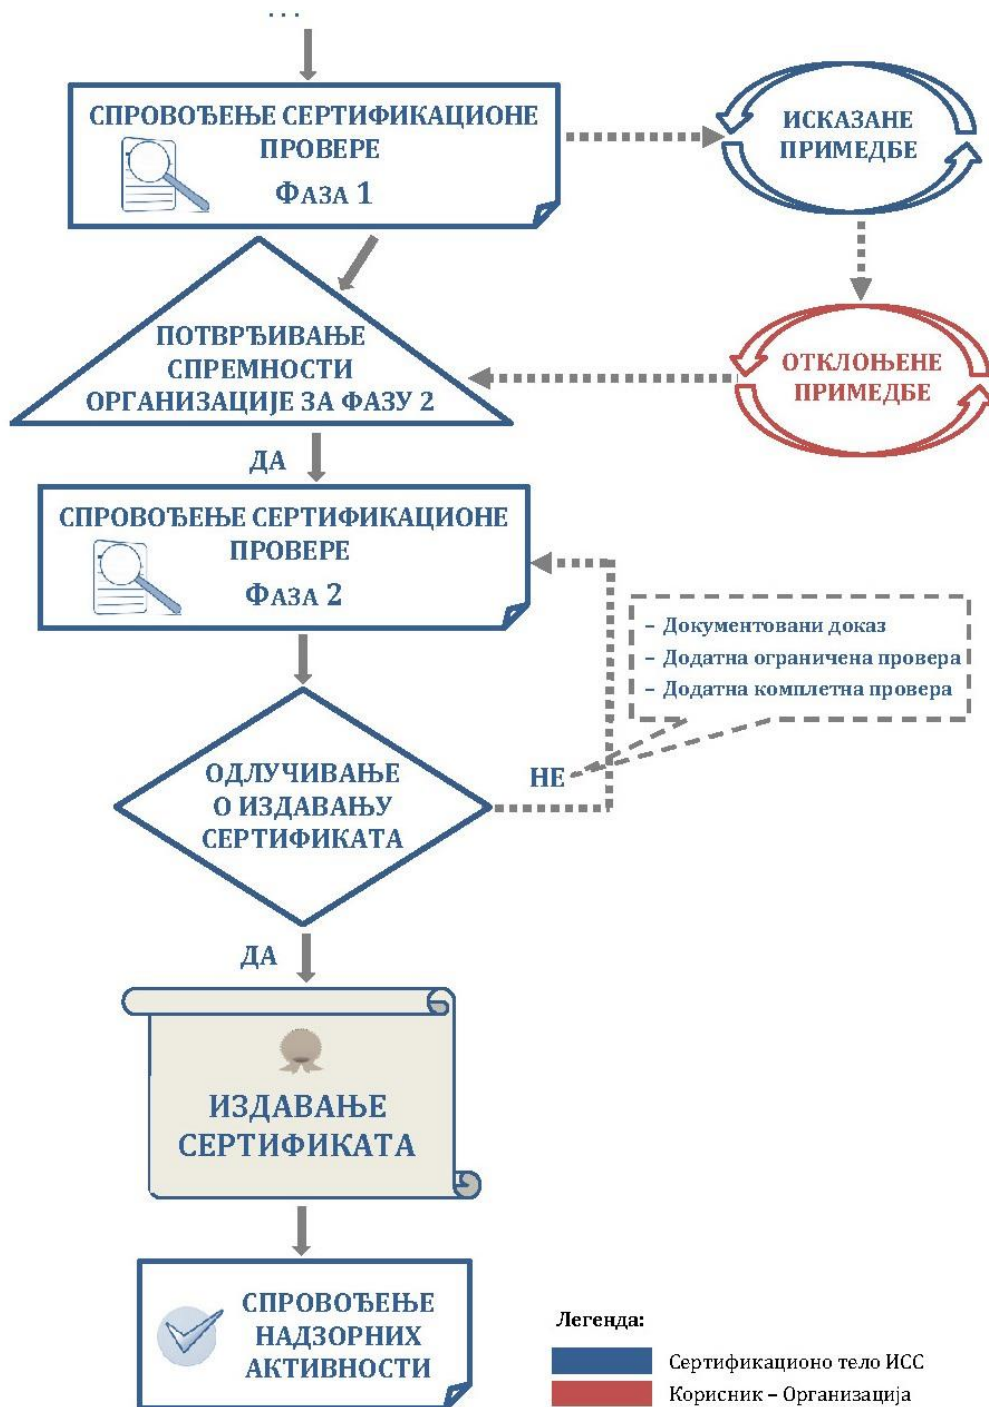 ...
СПРОВОЂЕЊЕ СЕРТИФИКАЦИОНЕ
ПРОВЕРЕ
ФАЗА 1
ИСКАЗАНЕ
ПРИМЕДБЕ
ПОТВРЂИВАЊЕ
СПРЕМНОСТИ
ОРГАНИЗАЦИЈЕ ЗА ФАЗУ 2
ОТКЛОЊЕНЕ
ПРИМЕДБЕ
ДА
СПРОВОЂЕЊЕ СЕРТИФИКАЦИОНЕ
ПРОВЕРЕ
ФАЗА 2
– Документовани доказ
– Додатна ограничена провера
– Додатна комплетна провера
ОДЛУЧИВАЊЕ
О ИЗДАВАЊУ
СЕРТИФИКАТА
НЕ
ДА
ИЗДАВАЊЕ
СЕРТИФИКАТА
СПРОВОЂЕЊЕ
НАДЗОРНИХ
АКТИВНОСТИ
Легенда:
Сертификационо тело ИСС
Корисник – Организација